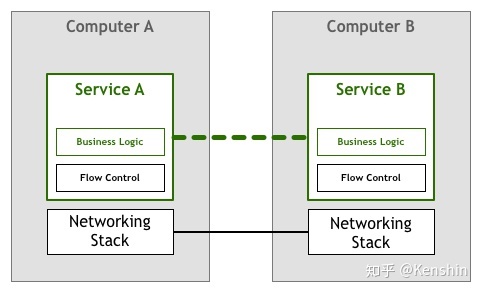 Computer A
Computer B
Service A
Service B
Business Logic
Business Logic
Flow Control
Flow Control
Networking
Stack
Networking
Stack
知乎 @Kenshin